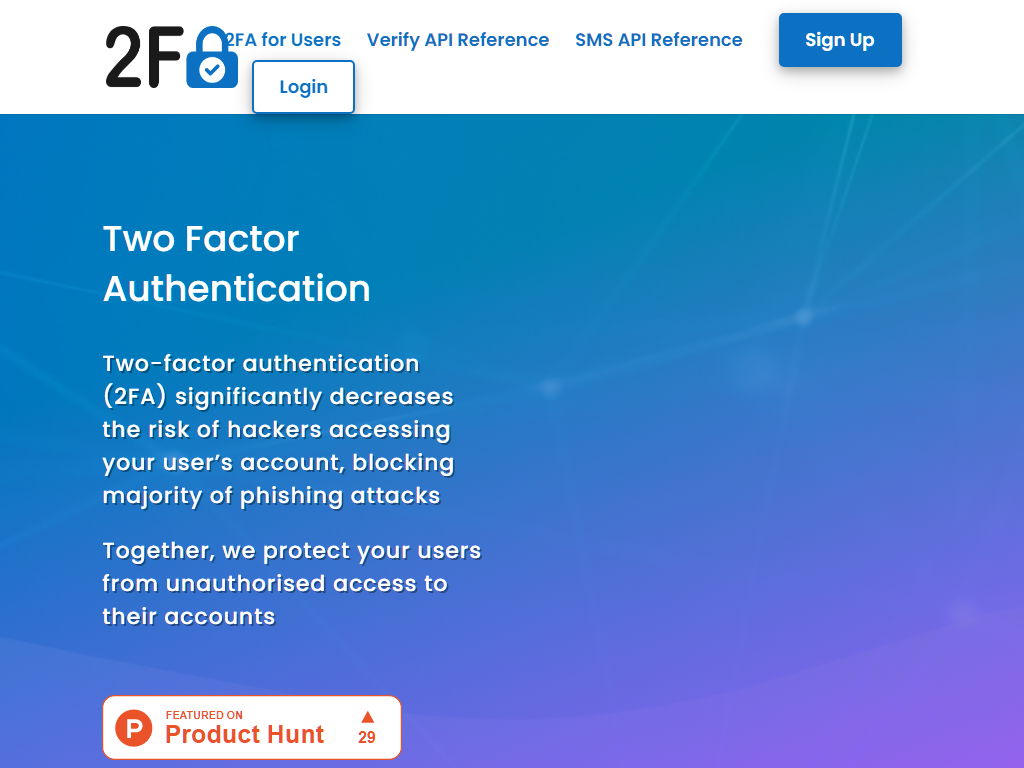 2F
2FA for Users
Verify API Reference
SMS API Reference
Sign Up
Login
Two Factor
Authentication
Two-factor authentication
(2FA) significantly decreases
the risk of hackers accessing
your user’s account, blocking
majority of phishing attacks
Together, we protect your users
from unauthorised access to
their accounts
P
FEATURED ON
Product Hunt
29